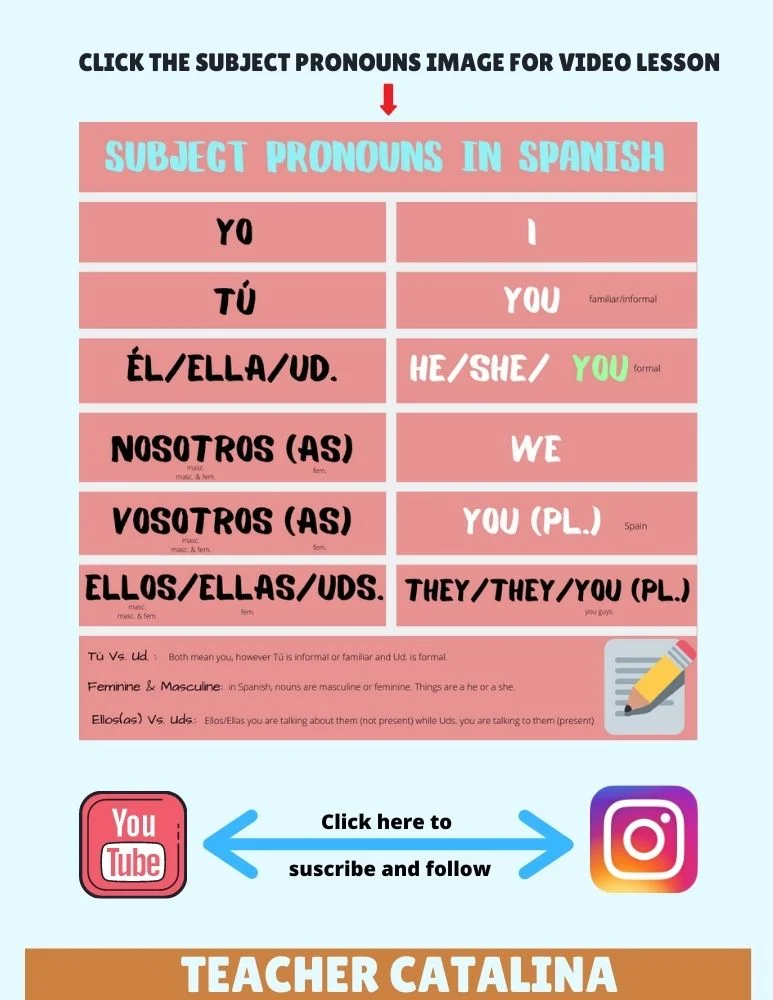 CLICK THE SUBJECT PRONOUNS IMAGE FOR VIDEO LESSON
SUBJECT PRONOUNS IN SPANISH
YO
I
TÚ
YOU familiar/informal
ÉL/ELLA/UD.
HE/SHE/ YOU formal
NOSOTROS (AS)
masc. fem.
masc. & fem.
WE
VOSOTROS (AS)
masc. fem.
masc. & fem.
YOU (PL.) Spain
ELLOS/ELLAS/UDS.
masc. fem.
masc. & fem
THEY/THEY/YOU (PL.)
you guys
Tú Vs. Ud. : Both mean you, however Tú is informal or familiar and Ud. is formal.
Feminine & Masculine: in Spanish, nouns are masculine or feminine. Things are a he or a she.
Ellos(as) Vs. Uds.: Ellos/Ellas you are talking about them (not present) while Uds. you are talking to them (present)
You
Tube
Click here to
suscribe and follow
TEACHER CATALINA